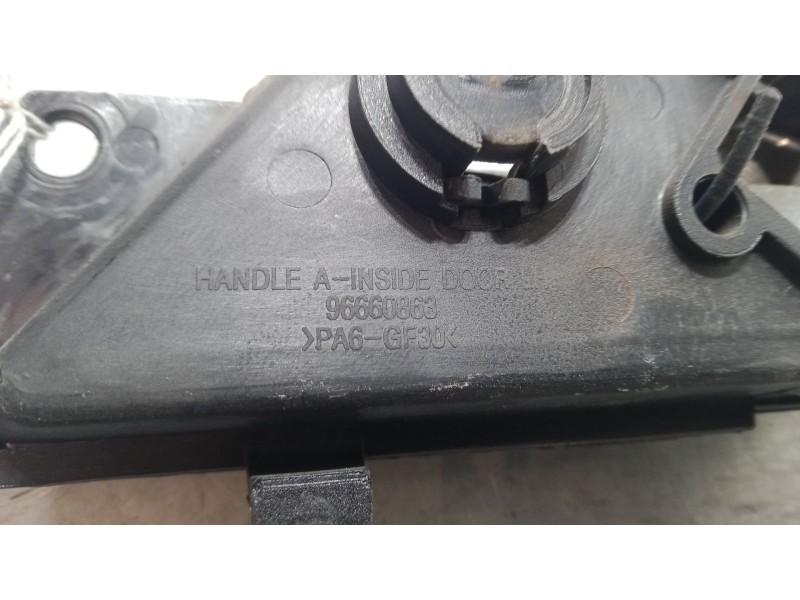 HANDLE A-INSIDE DOOR
96660863
>PA6-GF30<